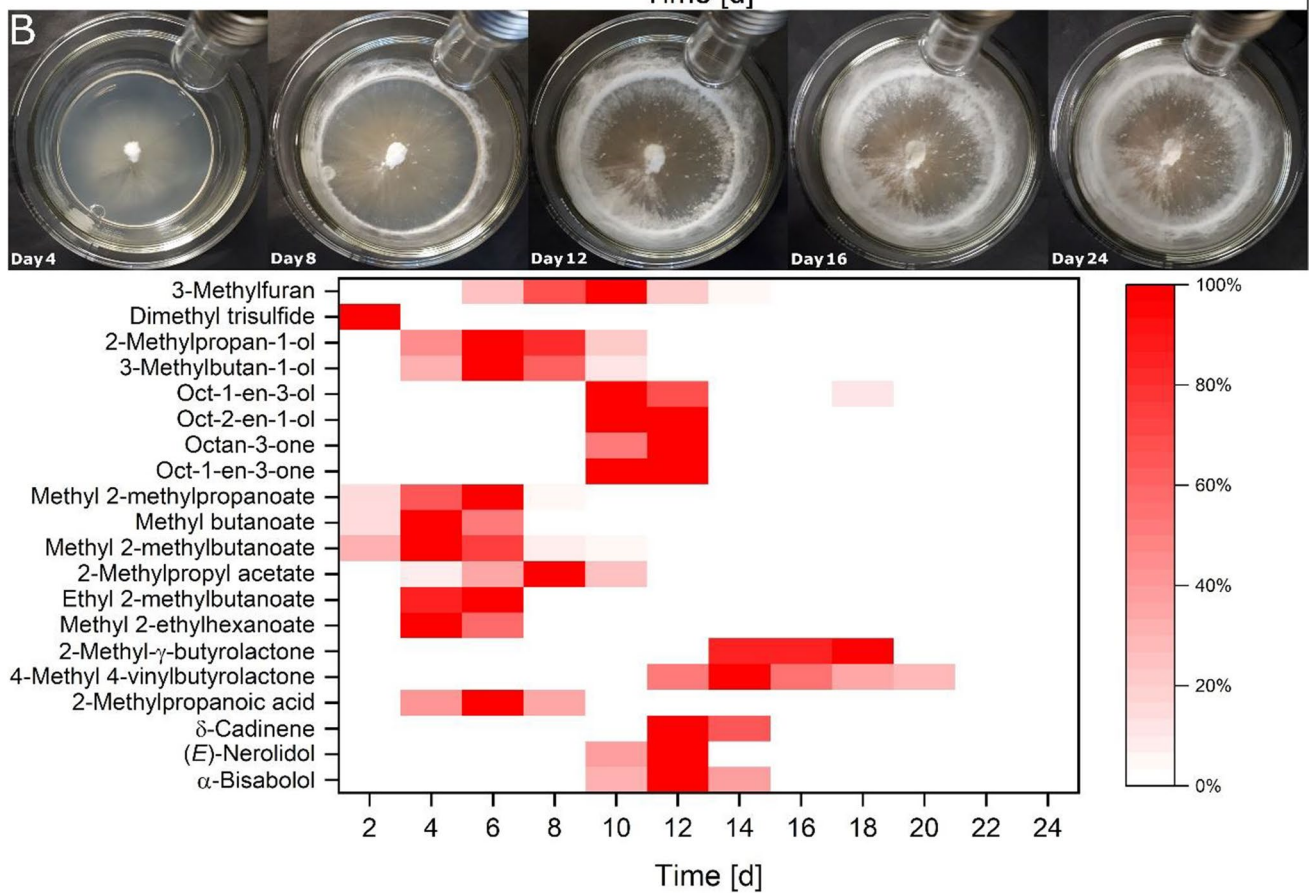 Time [d]
B
Day 4
Day 8
Day 12
Day 16
Day 24
3-Methylfuran
Dimethyl trisulfide
2-Methylpropan-1-ol
3-Methylbutan-1-ol
Oct-1-en-3-ol
Oct-2-en-1-ol
Octan-3-one
Oct-1-en-3-one
Methyl 2-methylpropanoate
Methyl butanoate
Methyl 2-methylbutanoate
2-Methylpropyl acetate
Ethyl 2-methylbutanoate
Methyl 2-ethylhexanoate
2-Methyl-γ-butyrolactone
4-Methyl 4-vinylbutyrolactone
2-Methylpropanoic acid
δ-Cadinene
(E)-Nerolidol
α-Bisabolol
100%
80%
60%
40%
20%
0%
2 4 6 8 10 12 14 16 18 20 22 24
Time [d]